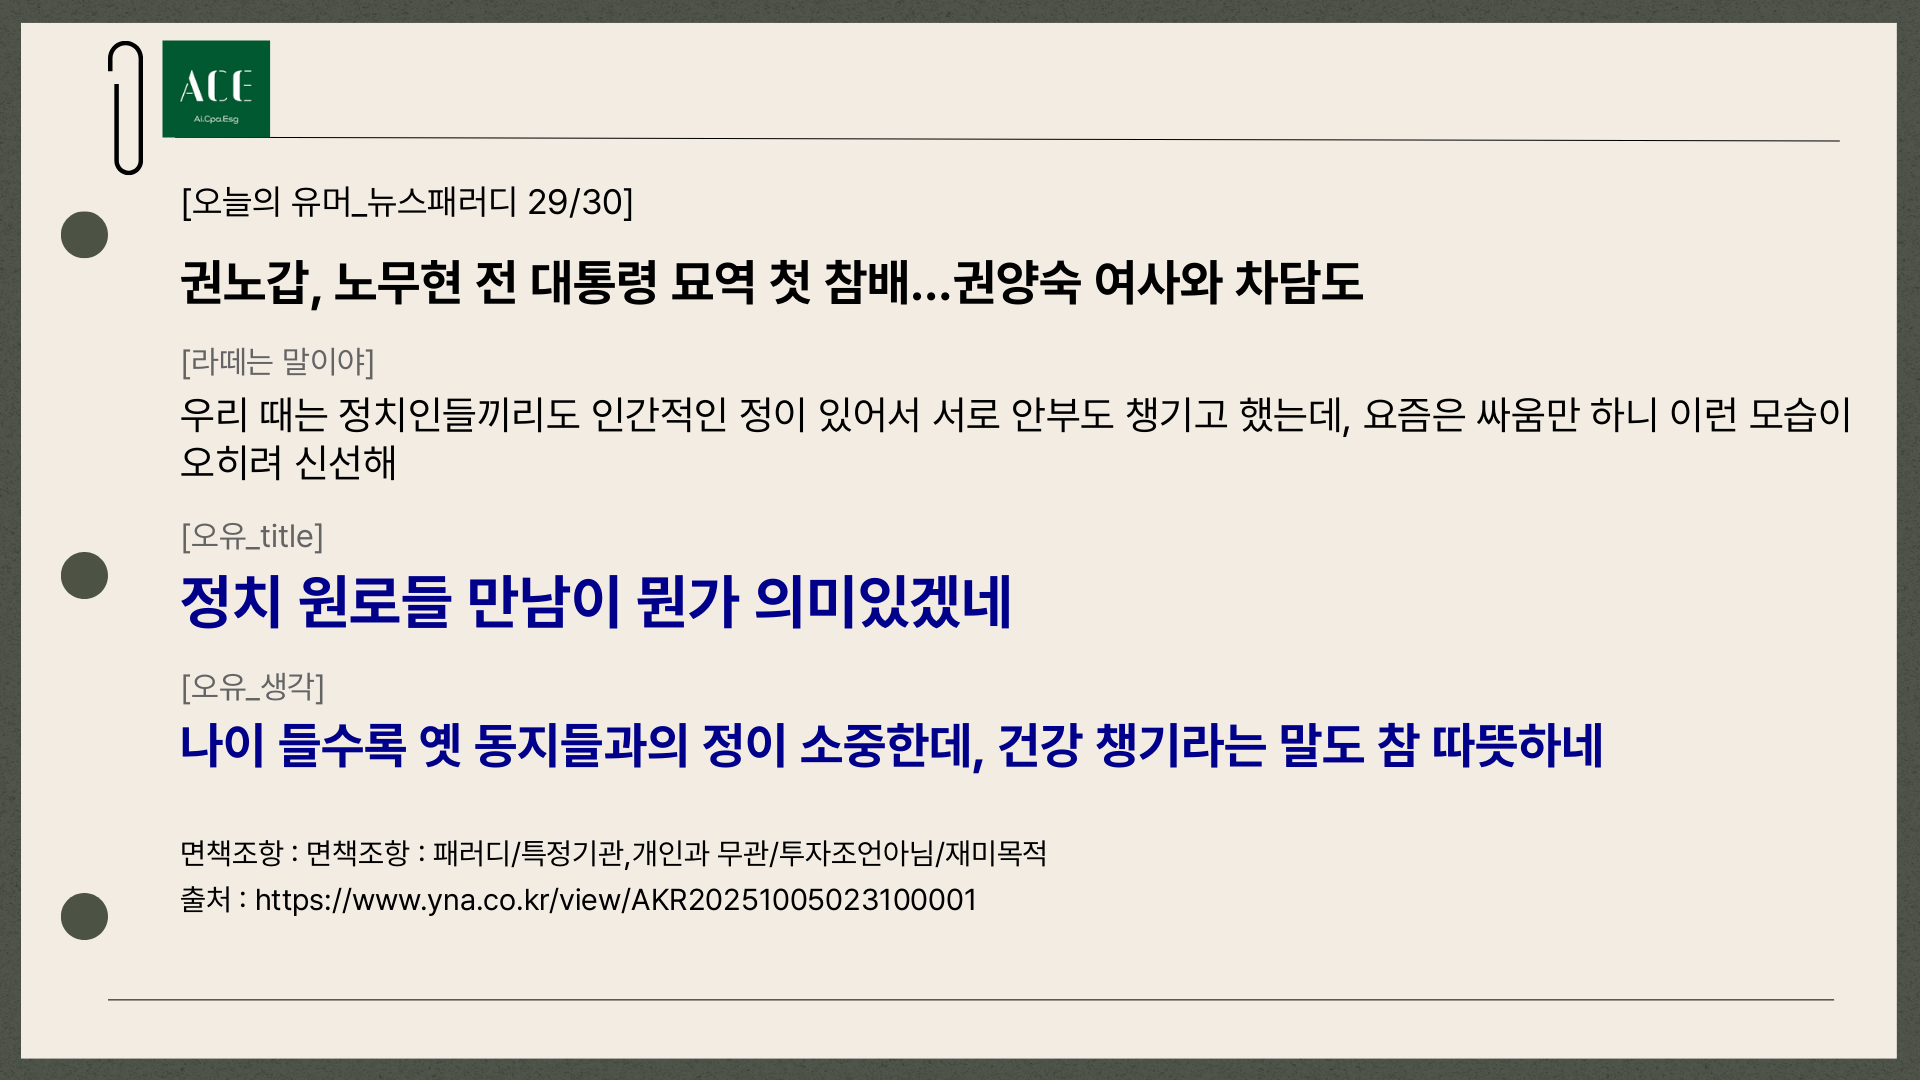 ACE
Ai.Cpa.Esg
[오늘의 유머_뉴스패러디 29/30]
권노갑, 노무현 전 대통령 묘역 첫 참배...권양숙 여사와 차담도
[라떼는 말이야]
우리 때는 정치인들끼리도 인간적인 정이 있어서 서로 안부도 챙기고 했는데, 요즘은 싸움만 하니 이런 모습이
오히려 신선해
[오유_title]
정치 원로들 만남이 뭔가 의미있겠네
[오유_생각]
나이 들수록 옛 동지들과의 정이 소중한데, 건강 챙기라는 말도 참 따뜻하네
면책조항 : 면책조항 : 패러디/특정기관,개인과 무관/투자조언아님/재미목적
출처 : https://www.yna.co.kr/view/AKR20251005023100001